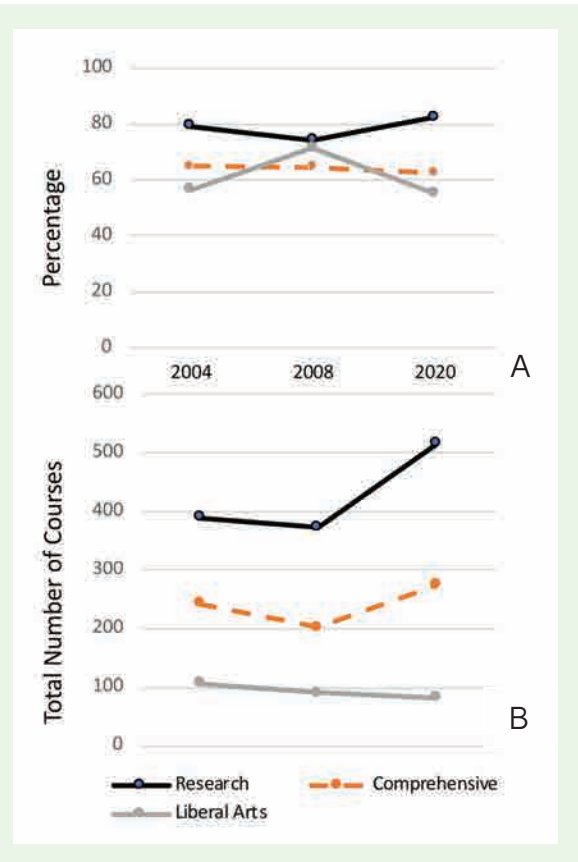 100
80
60
40
20
0
Percentage
2004 2008 2020
A
600
500
400
300
200
100
0
Total Number of Courses
B
Research Comprehensive
Liberal Arts